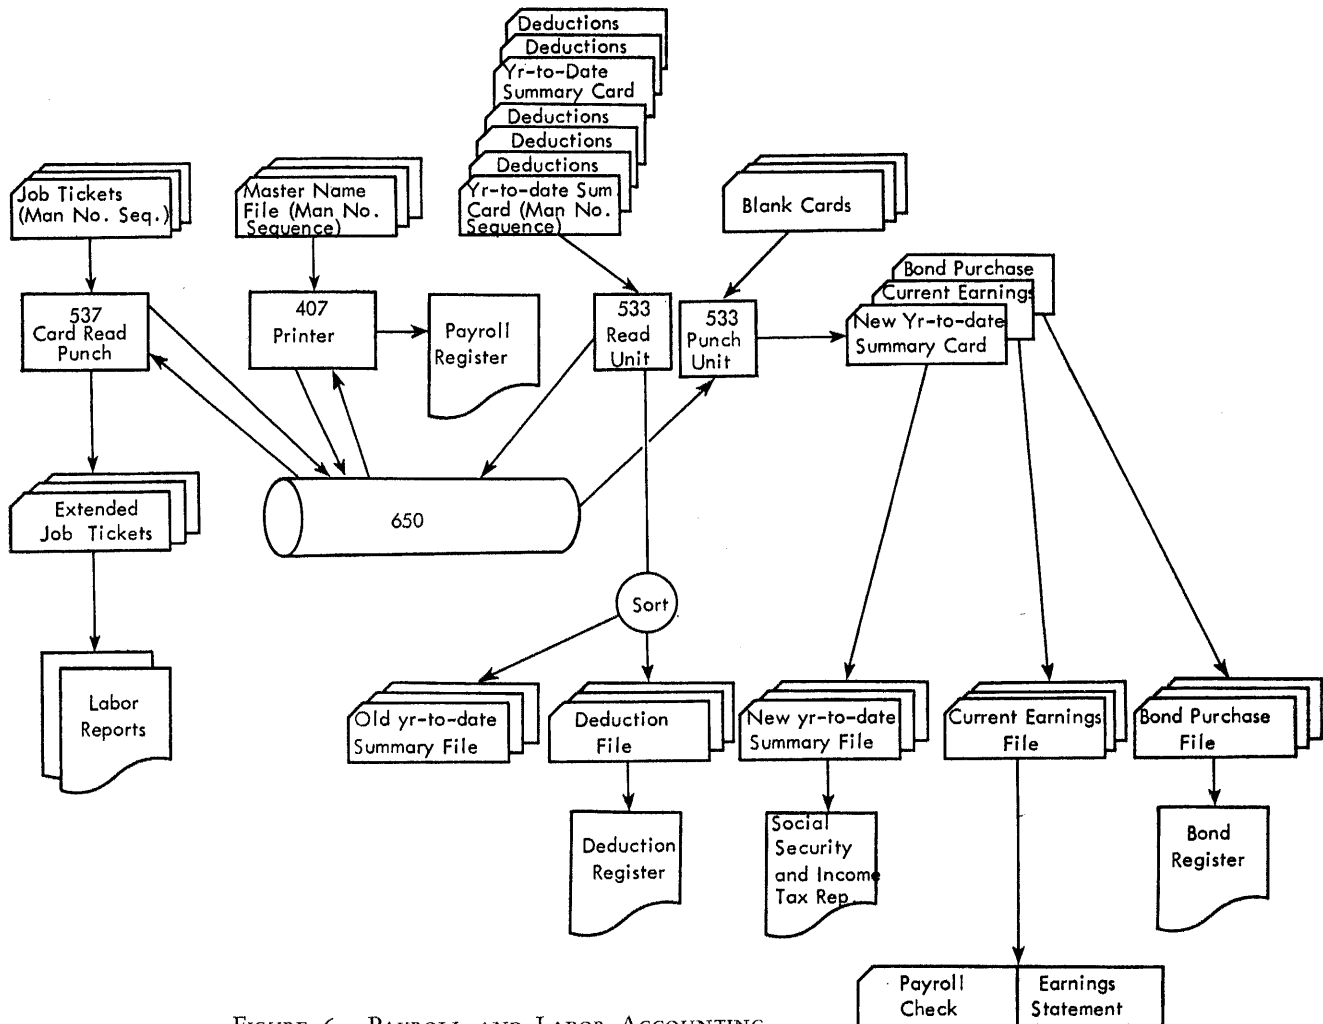 Deductions
Deductions
Yr-to-Date
Summary Card
Deductions
Deductions
Deductions
Yr-to-date Sum
Card (Man No.
Sequence)
Job Tickets
(Man No. Seq.)
Master Name
File (Man No.
Sequence)
Blank Cards
Bond Purchase
Current Earnings
New Yr-to-date
Summary Card
537
Card Read
Punch
407
Printer
Payroll
Register
533
Read
Unit
533
Punch
Unit
Extended
Job Tickets
650
Sort
Labor
Reports
Old yr-to-date
Summary File
Deduction
File
New yr-to-date
Summary File
Current Earnings
File
Bond Purchase
File
Deduction
Register
Social
Security
and Income
Tax Rep.
Bond
Register
Payroll
Check
Earnings
Statement
Figure 6. Payroll and Labor Accounting